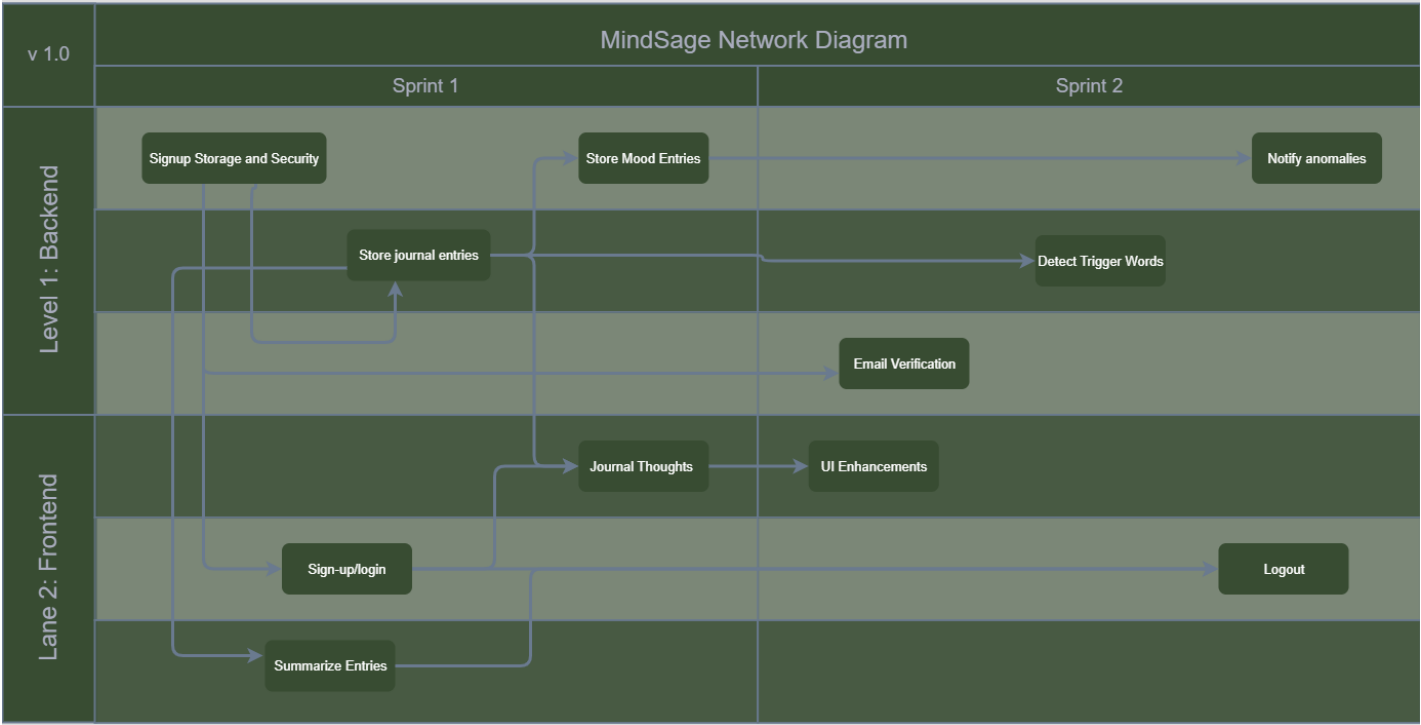 v 1.0
MindSage Network Diagram
Sprint 1
Sprint 2
Level 1: Backend
Signup Storage and Security
Store Mood Entries
Notify anomalies
Store journal entries
Detect Trigger Words
Email Verification
Lane 2: Frontend
Journal Thoughts
UI Enhancements
Sign-up/login
Logout
Summarize Entries